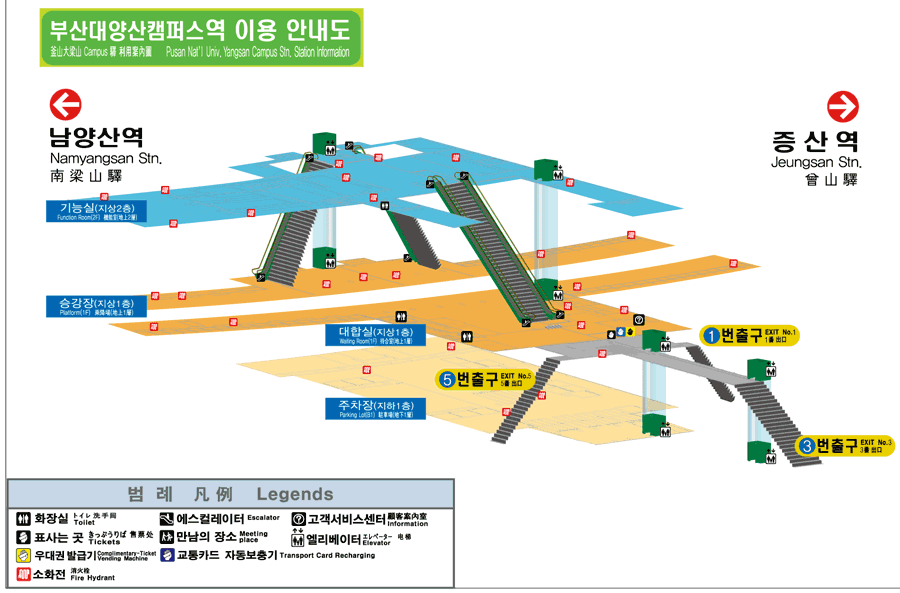 부산대양산캠퍼스역 이용 안내도
釜山大梁山 Campus 驛 利用案內圖 Pusan Nat'l Univ, Yangsan Campus Stn, Station Information
남양산역
Namyangsan Stn.
南梁山驛
증산역
Jeungsan Stn.
曾山驛
기능실(지상2층)
Function Room(2F) 機能室(地上2層)
승강장(지상1층)
Platform(1F) 乘降場(地上1層)
대합실(지상1층)
Waiting Room(1F) 待合室(地上1層)
1 번출구 EXIT No.1
1番 出口
5 번출구 EXIT No.5
5番 出口
주차장(지하1층)
Parking Lot(B1) 駐車場(地下1層)
3 번출구 EXIT No.3
3番 出口
범 례 凡 例 Legends
화장실 トイレ 洗手间 Toilet
에스컬레이터 Escalator
고객서비스센터 顧客案內室 Information
표사는 곳 きっぷうりば 售票处 Tickets
만남의 장소 Meeting place
엘리베이터 エレベーター 电梯 Elevator
우대권 발급기 Complimentary-Ticket Vending Machine
교통카드 자동보충기 Transport Card Recharging
소화전 消火栓 Fire Hydrant